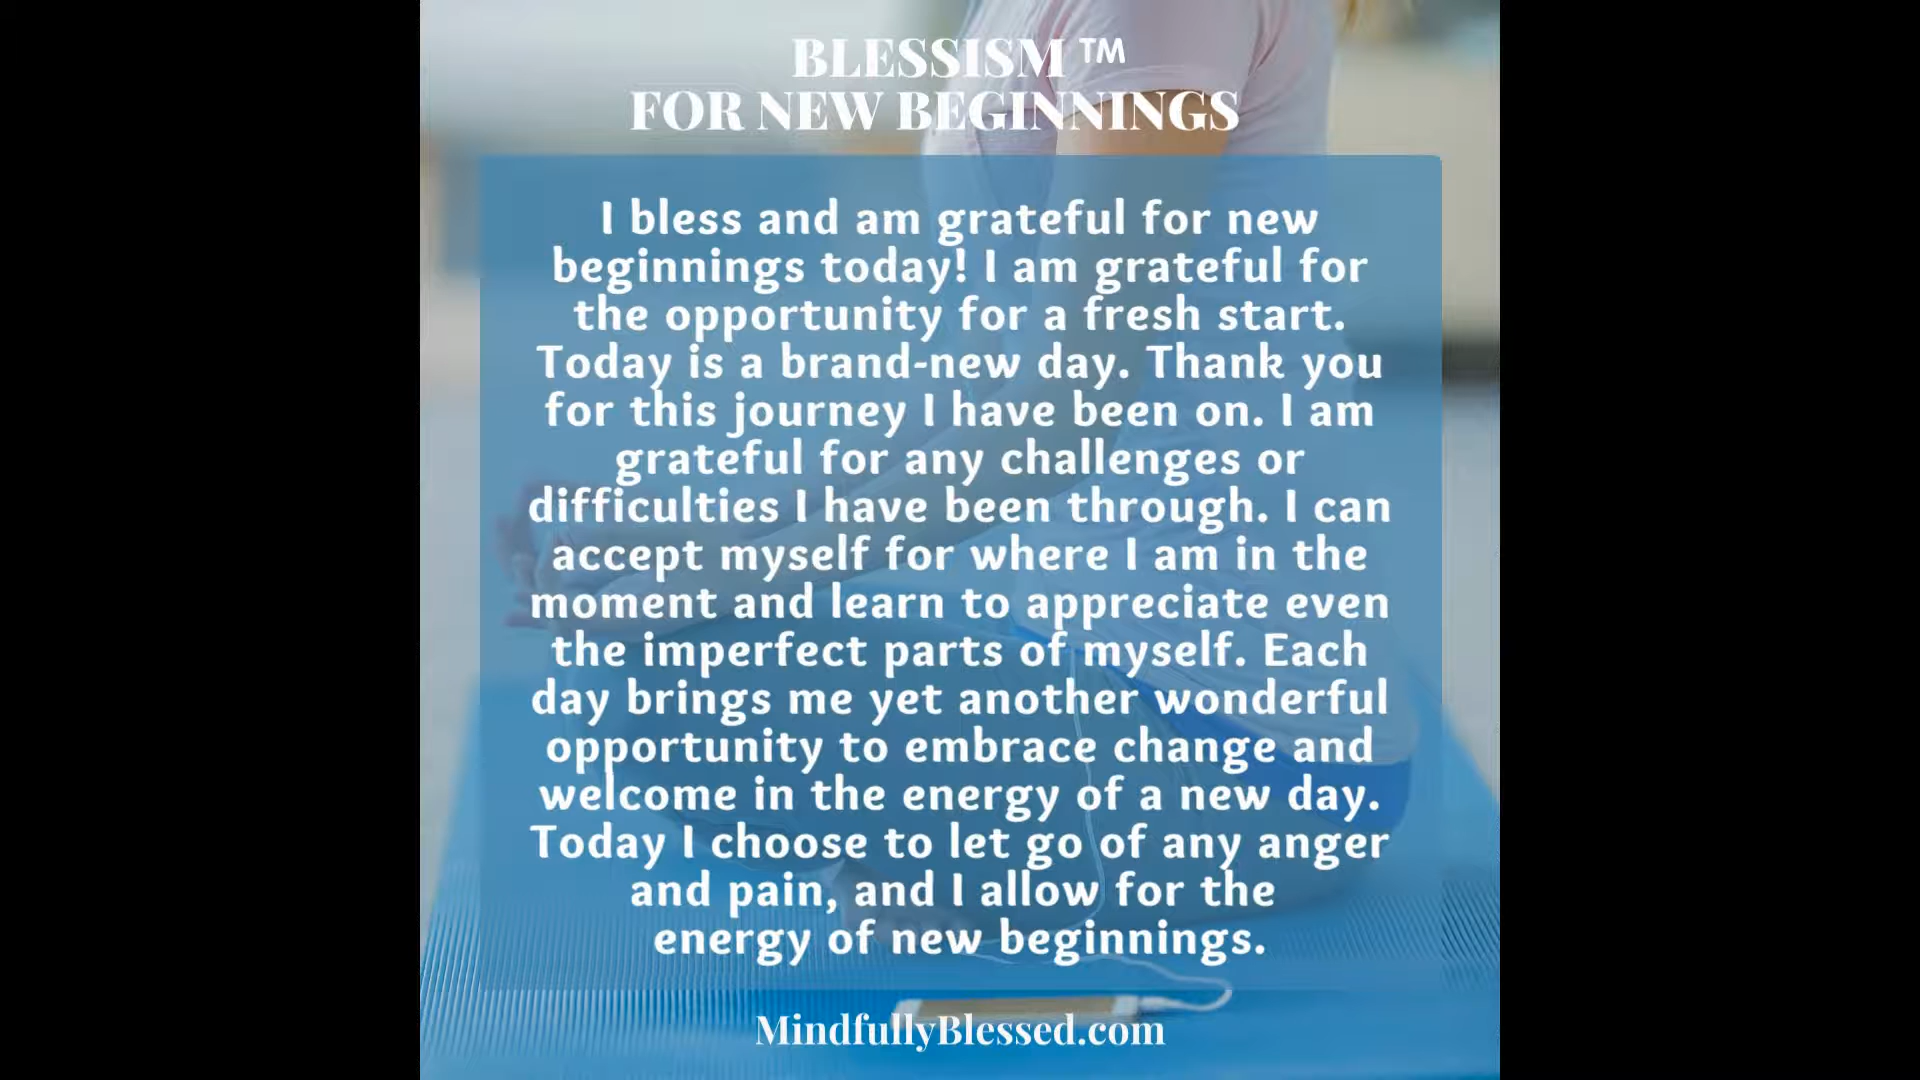 BLESSISM™
FOR NEW BEGINNINGS
I bless and am grateful for new
beginnings today! I am grateful for
the opportunity for a fresh start.
Today is a brand-new day. Thank you
for this journey I have been on. I am
grateful for any challenges or
difficulties I have been through. I can
accept myself for where I am in the
moment and learn to appreciate even
the imperfect parts of myself. Each
day brings me yet another wonderful
opportunity to embrace change and
welcome in the energy of a new day.
Today I choose to let go of any anger
and pain, and I allow for the
energy of new beginnings.
MindfullyBlessed.com